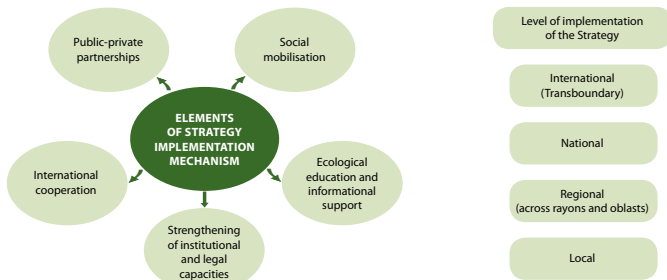 Public-private
partnerships
Social
mobilisation
ELEMENTS
OF STRATEGY
IMPLEMENTATION
MECHANISM
International
cooperation
Ecological
education and
informational
support
Strengthening
of institutional
and legal
capacities
Level of implementation
of the Strategy
International
(Transboundary)
National
Regional
(across rayons and oblasts)
Local